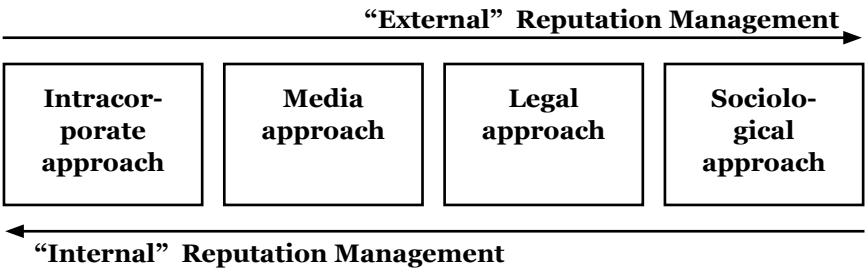 “External” Reputation Management
Intracor-
porate
approach
Media
approach
Legal
approach
Sociolo-
gical
approach
“Internal” Reputation Management